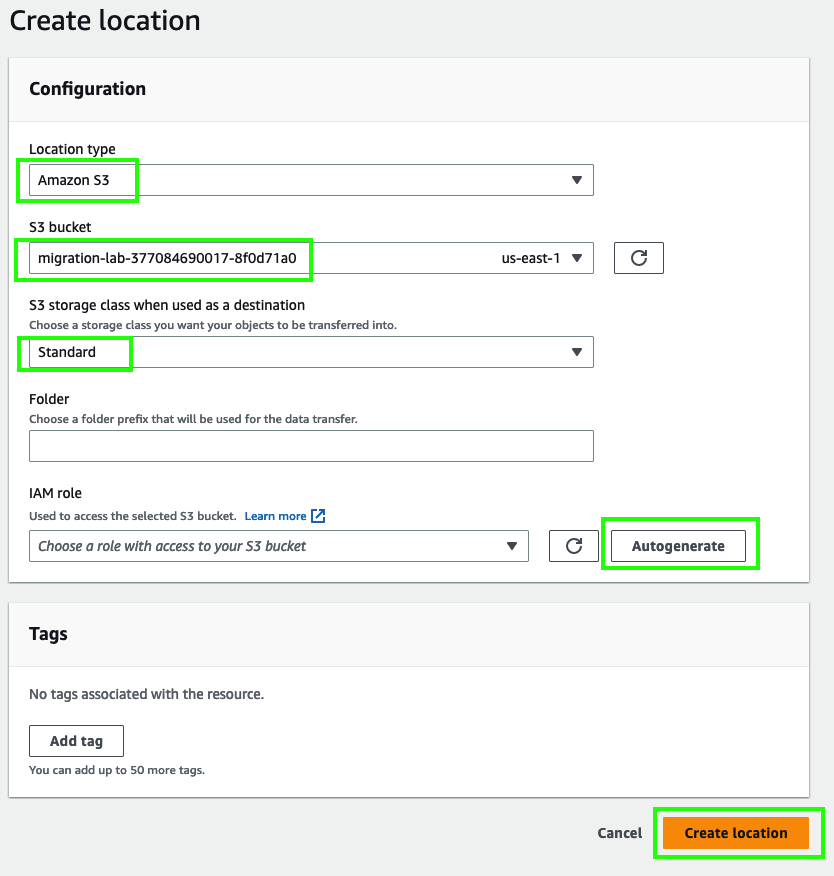 Create location
Configuration
Location type
Amazon S3
S3 bucket
migration-lab-377084690017-8f0d71a0 us-east-1
S3 storage class when used as a destination
Choose a storage class you want your objects to be transferred into.
Standard
Folder
Choose a folder prefix that will be used for the data transfer.
IAM role
Used to access the selected S3 bucket. Learn more
Choose a role with access to your S3 bucket Autogenerate
Tags
No tags associated with the resource.
Add tag
You can add up to 50 more tags.
Cancel Create location